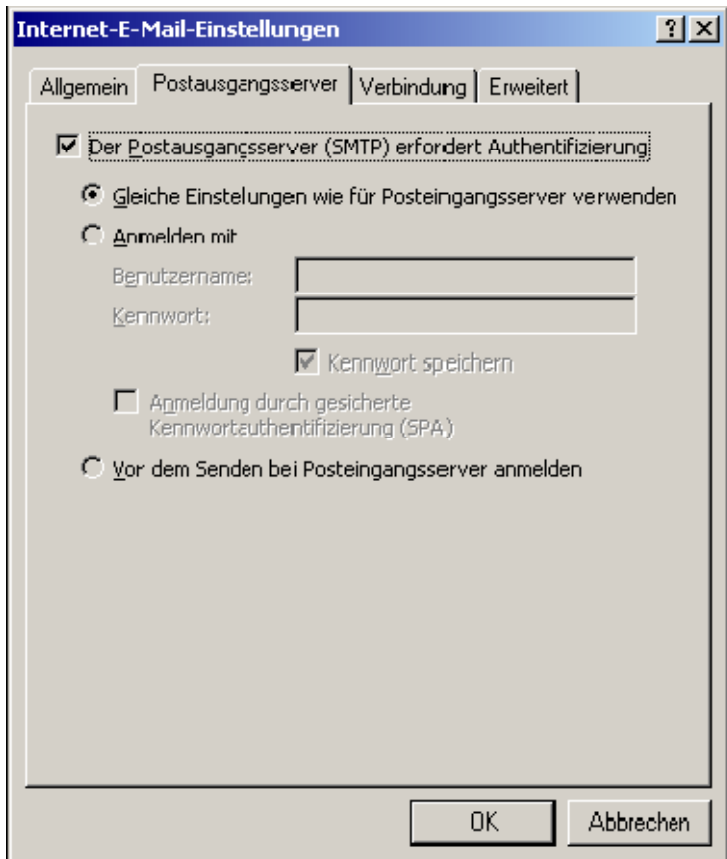 Internet-E-Mail-Einstellungen
Allgemein Postausgangsserver Verbindung Erweitert
Der Postausgangsserver (SMTP) erfordert Authentifizierung
Gleiche Einstelungen wie für Posteingangsserver verwenden
Anmelden mit
Benutzername:
Kennwort:
Kennwort speichern
Anmeldung durch gesicherte
Kennwortauthentifizierung (SPA)
Vor dem Senden bei Posteingangsserver anmelden
OK Abbrechen